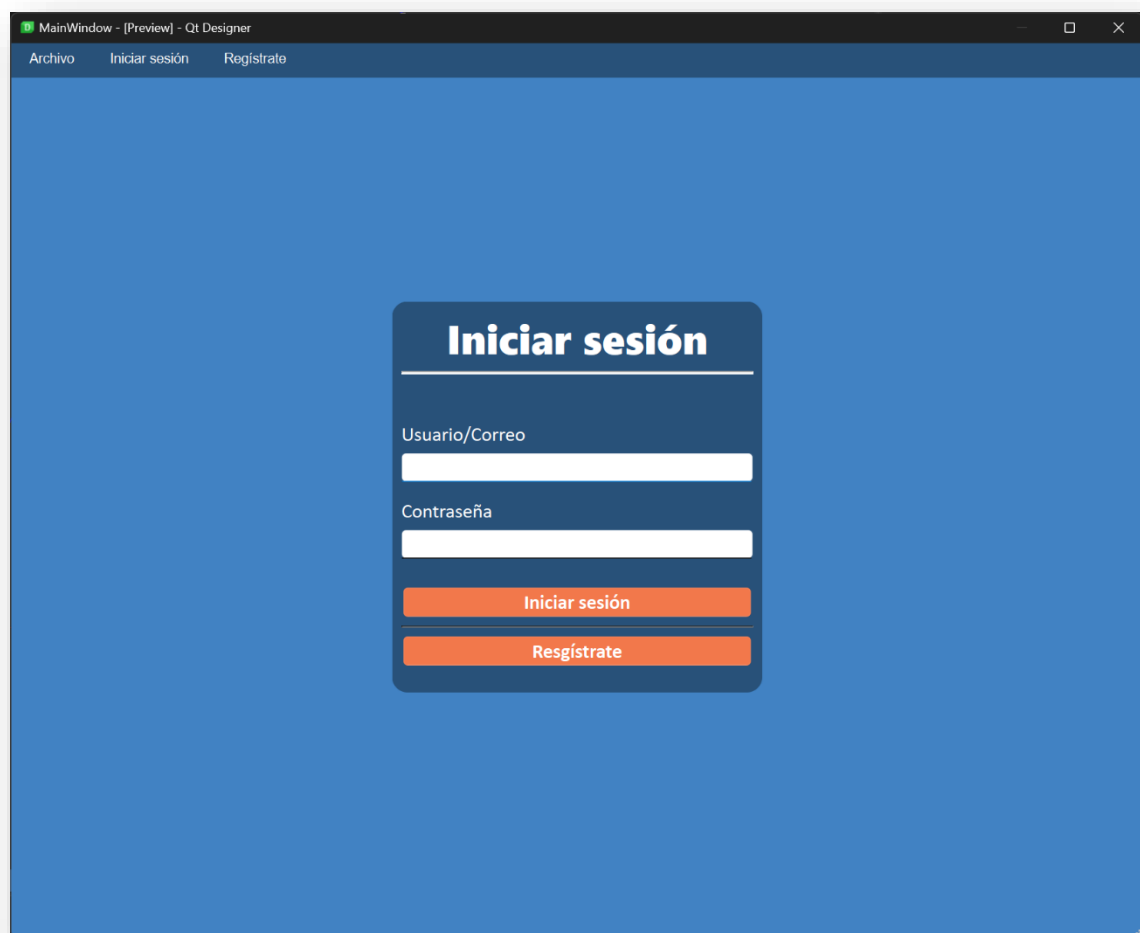 MainWindow - [Preview] - Qt Designer
Archivo Iniciar sesión Regístrate
Iniciar sesión
Usuario/Correo
Contraseña
Iniciar sesión
Resgístrate